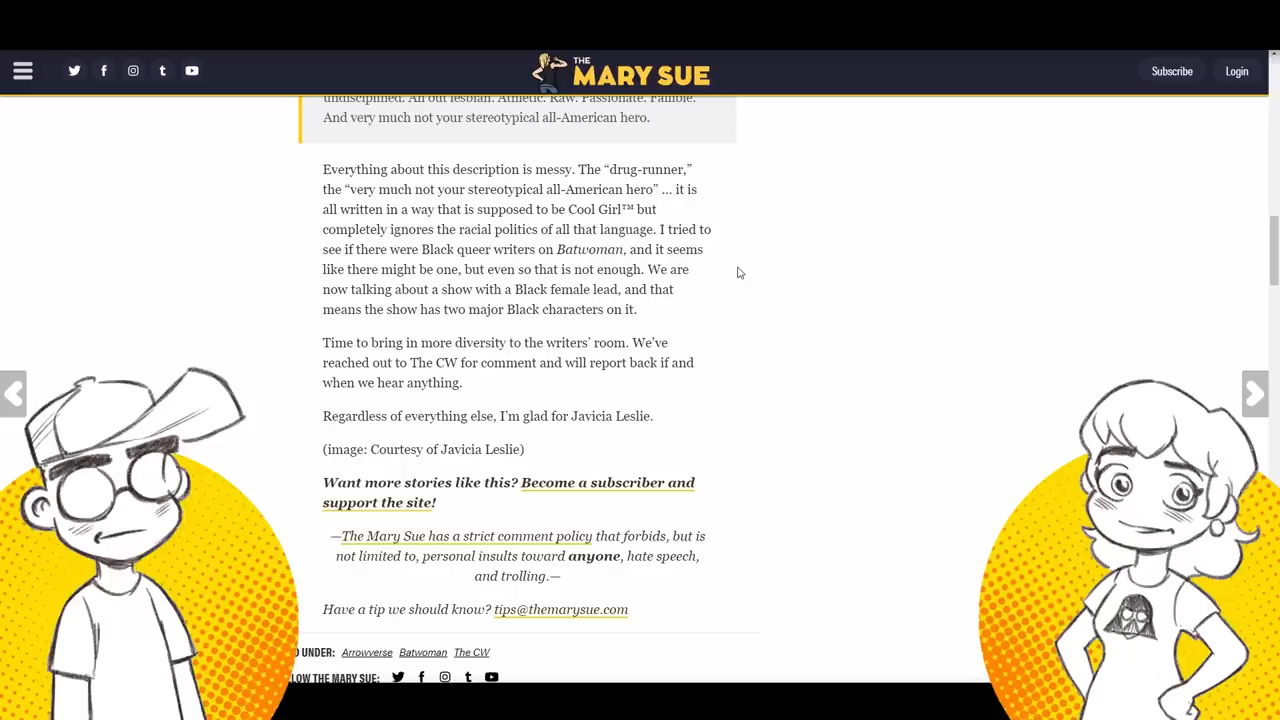 THE
MARY SUE
Subscribe
Login
undisciplined. An out lesbian. Athletic. Raw. Passionate. Fallible.
And very much not your stereotypical all-American hero.
Everything about this description is messy. The “drug-runner,”
the “very much not your stereotypical all-American hero” … it is
all written in a way that is supposed to be Cool Girl™ but
completely ignores the racial politics of all that language. I tried to
see if there were Black queer writers on Batwoman, and it seems
like there might be one, but even so that is not enough. We are
now talking about a show with a Black female lead, and that
means the show has two major Black characters on it.
Time to bring in more diversity to the writers’ room. We’ve
reached out to The CW for comment and will report back if and
when we hear anything.
Regardless of everything else, I’m glad for Javicia Leslie.
(image: Courtesy of Javicia Leslie)
Want more stories like this? Become a subscriber and
support the site!
—The Mary Sue has a strict comment policy that forbids, but is
not limited to, personal insults toward anyone, hate speech,
and trolling.—
Have a tip we should know? tips@themarysue.com
D UNDER: Arrowverse Batwoman The CW
LOW THE MARY SUE: